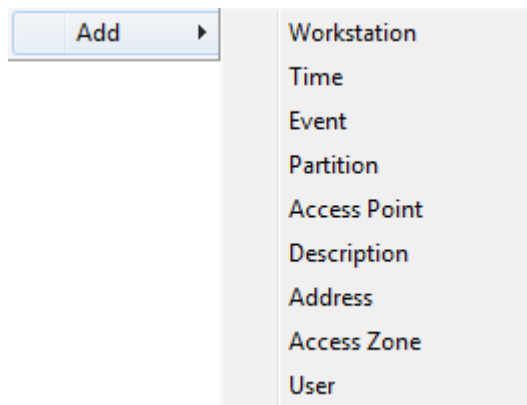 Add
Workstation
Time
Event
Partition
Access Point
Description
Address
Access Zone
User